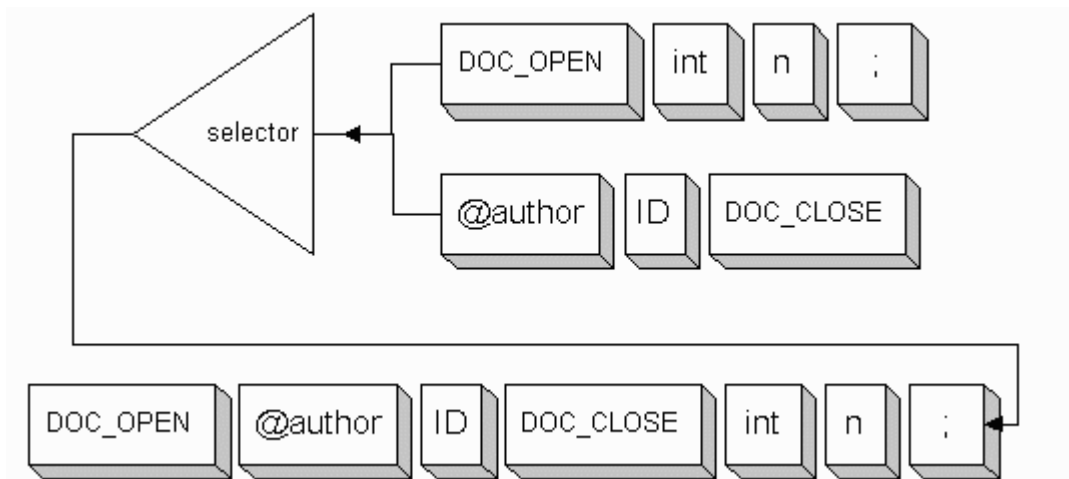 DOC_OPEN int n ;
selector
@author ID DOC_CLOSE
DOC_OPEN @author ID DOC_CLOSE int n ;